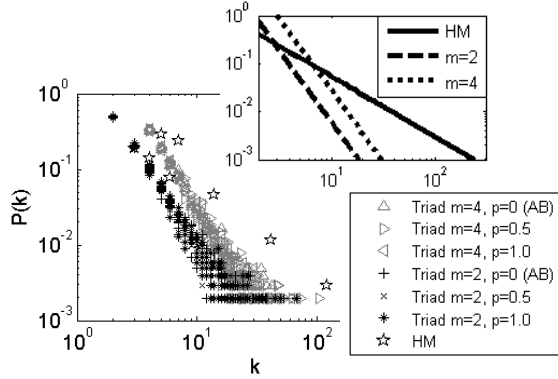 10^0
10^-1
10^-2
10^-3
10^1
10^2
HM
m=2
m=4
10^0
10^-1
10^-2
10^-3
P(k)
10^0
10^1
10^2
k
Triad m=4, p=0 (AB)
Triad m=4, p=0.5
Triad m=4, p=1.0
Triad m=2, p=0 (AB)
Triad m=2, p=0.5
Triad m=2, p=1.0
HM